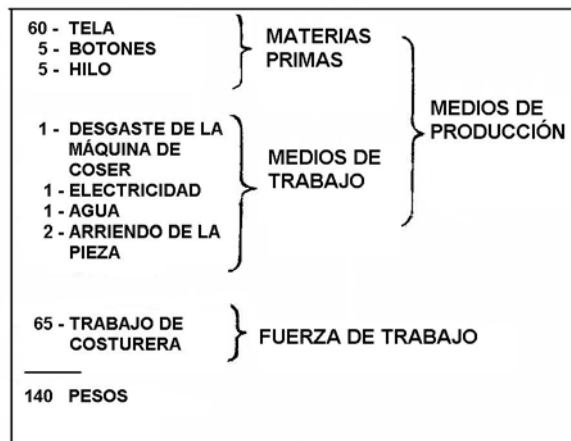 60 - TELA
5 - BOTONES
5 - HILO
MATERIAS
PRIMAS
1 - DESGASTE DE LA
MÁQUINA DE
COSER
1 - ELECTRICIDAD
1 - AGUA
2 - ARRIENDO DE LA
PIEZA
MEDIOS DE
TRABAJO
MEDIOS DE
PRODUCCIÓN
65 - TRABAJO DE
COSTURERA
FUERZA DE TRABAJO
140 PESOS